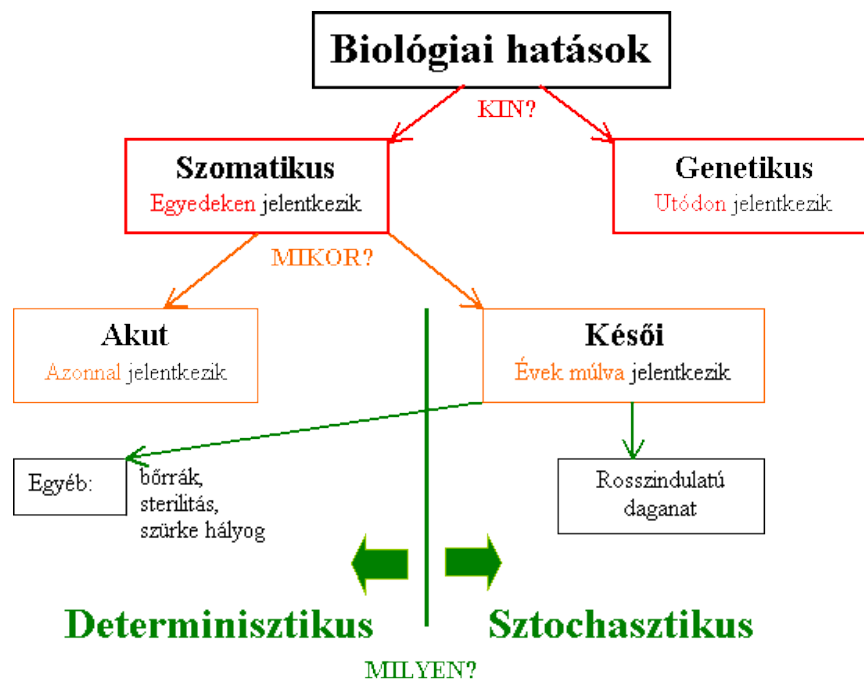 Biológiai hatások
KIN?
Szomatikus
Egyedeken jelentkezik
Genetikus
Utódon jelentkezik
MIKOR?
Akut
Azonnal jelentkezik
Késői
Évek múlva jelentkezik
Egyéb:
bőrrák,
sterilitás,
szürke hályog
Rosszindulatú
daganat
Determinisztikus
Sztochasztikus
MILYEN?